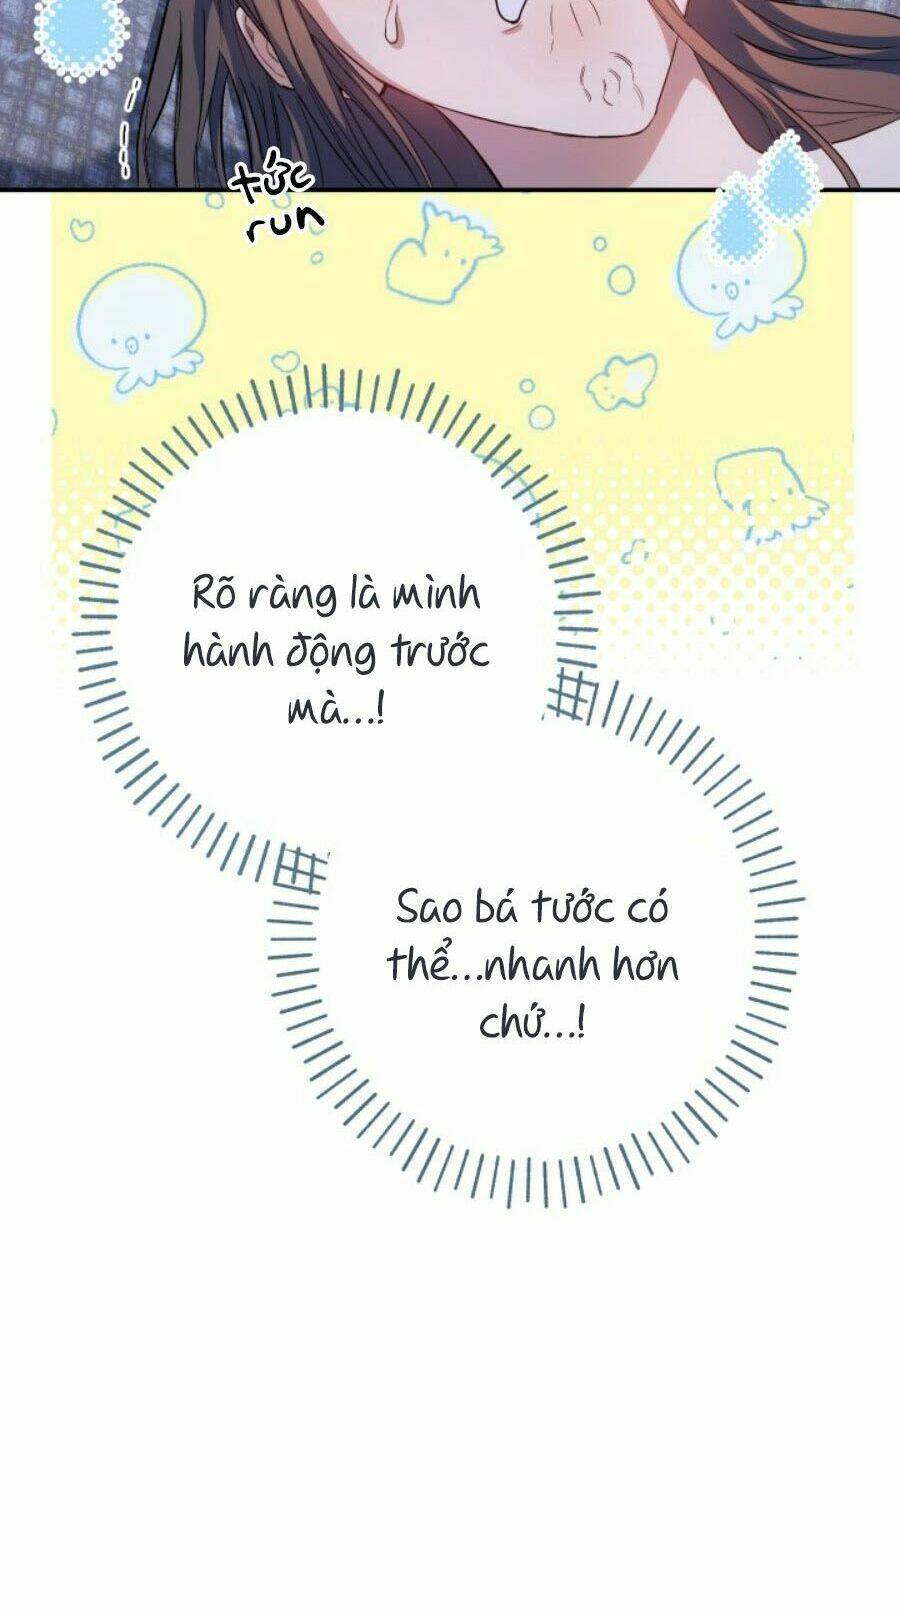 tức
run
Rõ ràng là mình
hành động trước
mà...!
Sao bá tước có
thể...nhanh hơn
chứ...!